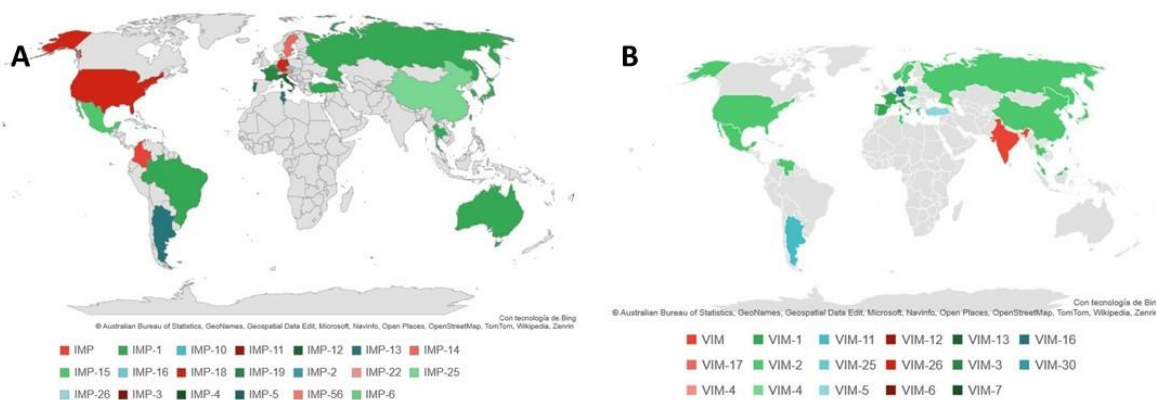 A
B
Con tecnología de Bing
© Australian Bureau of Statistics, GeoNames, Geospatial Data Edit, Microsoft, Navinfo, Open Places, OpenStreetMap, TomTom, Wikipedia, Zenrin
IMP IMP-1 IMP-10 IMP-11 IMP-12 IMP-13 IMP-14
IMP-15 IMP-16 IMP-18 IMP-19 IMP-2 IMP-22 IMP-25
IMP-26 IMP-3 IMP-4 IMP-5 IMP-56 IMP-6
Con tecnología de Bing
© Australian Bureau of Statistics, GeoNames, Geospatial Data Edit, Microsoft, Navinfo, Open Places, OpenStreetMap, TomTom, Wikipedia, Zenrin
VIM VIM-1 VIM-11 VIM-12 VIM-13 VIM-16
VIM-17 VIM-2 VIM-25 VIM-26 VIM-3 VIM-30
VIM-4 VIM-4 VIM-5 VIM-6 VIM-7